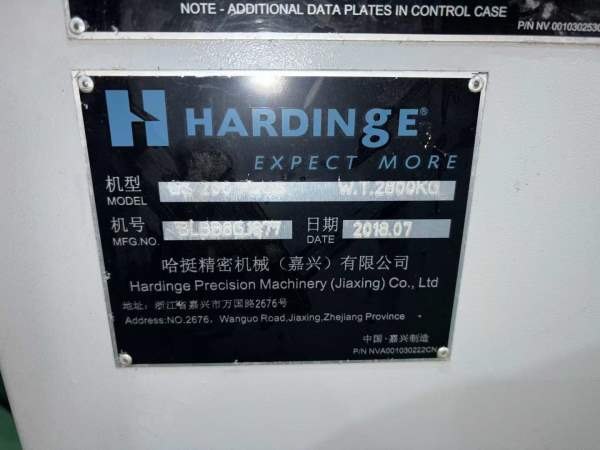 NOTE - ADDITIONAL DATA PLATES IN CONTROL CASE
P/N NV 0010302530
HARDINGE®
EXPECT MORE
机型 W.T.2800KG
MODEL
机号 日期 2018.07
MFG.NO. DATE
哈挺精密机械（嘉兴）有限公司
Hardinge Precision Machinery (Jiaxing) Co., Ltd
地址: 浙江省嘉兴市万国路2676号
Address:NO.2676, Wanguo Road,Jiaxing,Zhejiang Province
中国·嘉兴制造
P/N NVA001030222CN